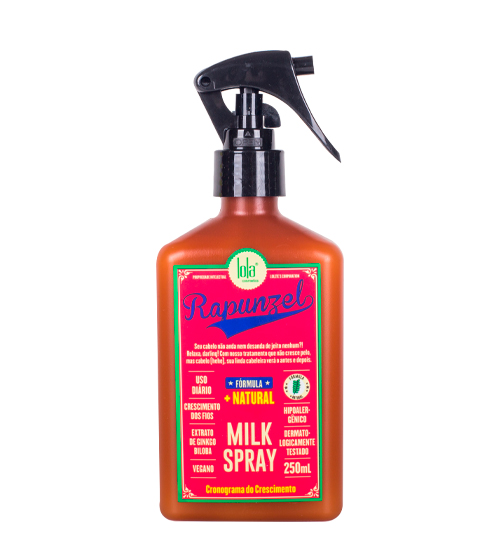 lola
cosmetics
Rapunzel
Seu cabelo não anda nem desanda de jeito nenhum?!
Relaxa, darling! Com nosso tratamento que não cresce pelo,
mas cabelo (hehe), sua linda cabeleira verá o antes e depois.
USO
DIÁRIO
CRESCIMENTO
DOS FIOS
EXTRATO
DE GINKGO
BILOBA
VEGANO
FÓRMULA
+ NATURAL
MILK
SPRAY
HIPOALER-
GÊNICO
DERMATO-
LOGICAMENTE
TESTADO
250mL
Cronograma do Crescimento